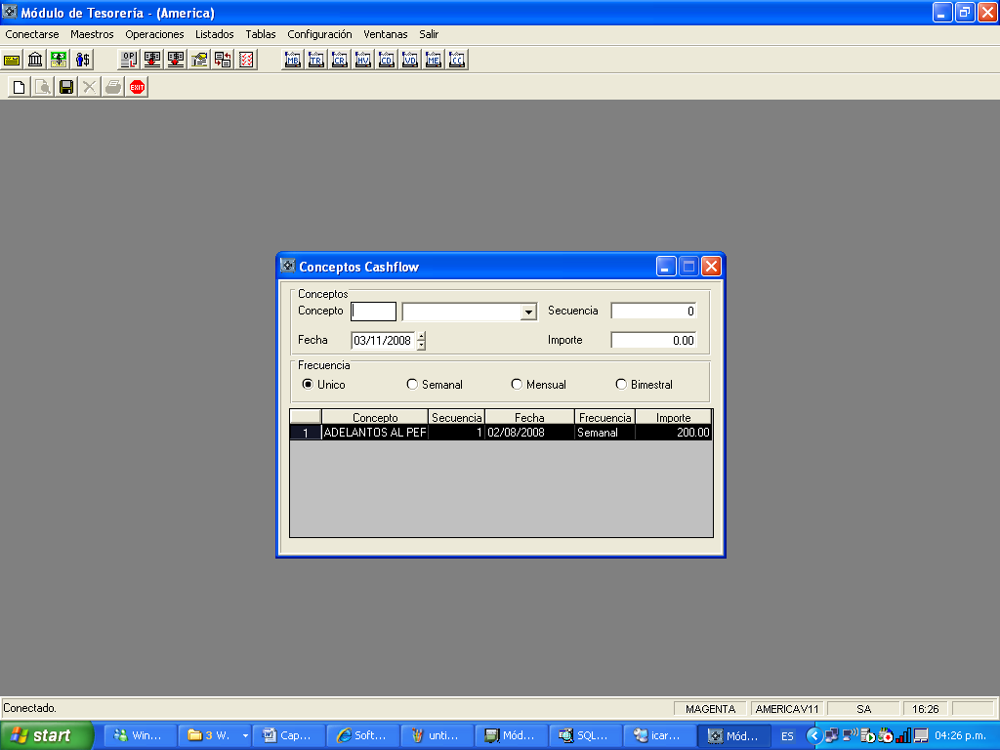 Módulo de Tesorería - (America)
Conectarse Maestros Operaciones Listados Tablas Configuración Ventanas Salir
OP MB TR CR HV CD VD ME CC
EXIT
Conceptos Cashflow
Conceptos
Concepto Secuencia 0
Fecha 03/11/2008 Importe 0.00
Frecuencia
Unico Semanal Mensual Bimestral
Concepto Secuencia Fecha Frecuencia Importe
1 ADELANTOS AL PEF 1 02/08/2008 Semanal 200.00
Conectado. MAGENTA AMERICAV11 SA 16:26
start Win... 3 W. Cap... Soft... unti... Mód... SQL... icar... Mód... ES 04:26 p.m.